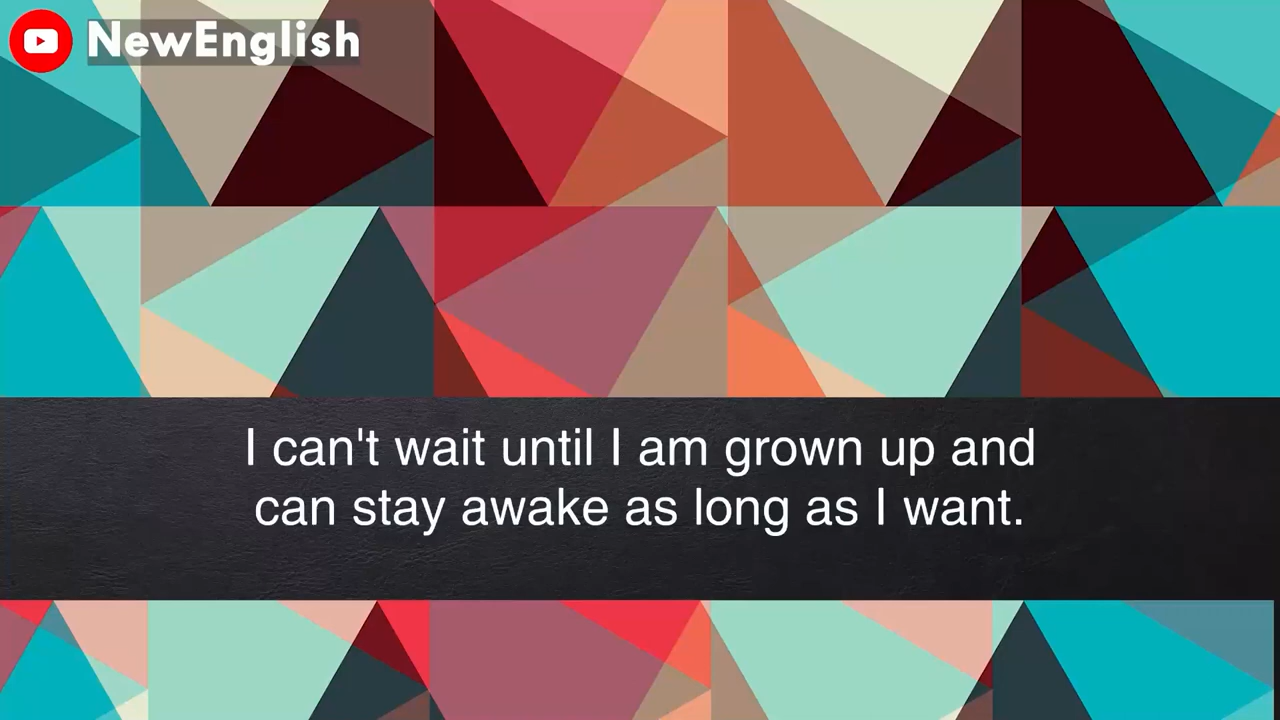 NewEnglish
I can't wait until I am grown up and
can stay awake as long as I want.